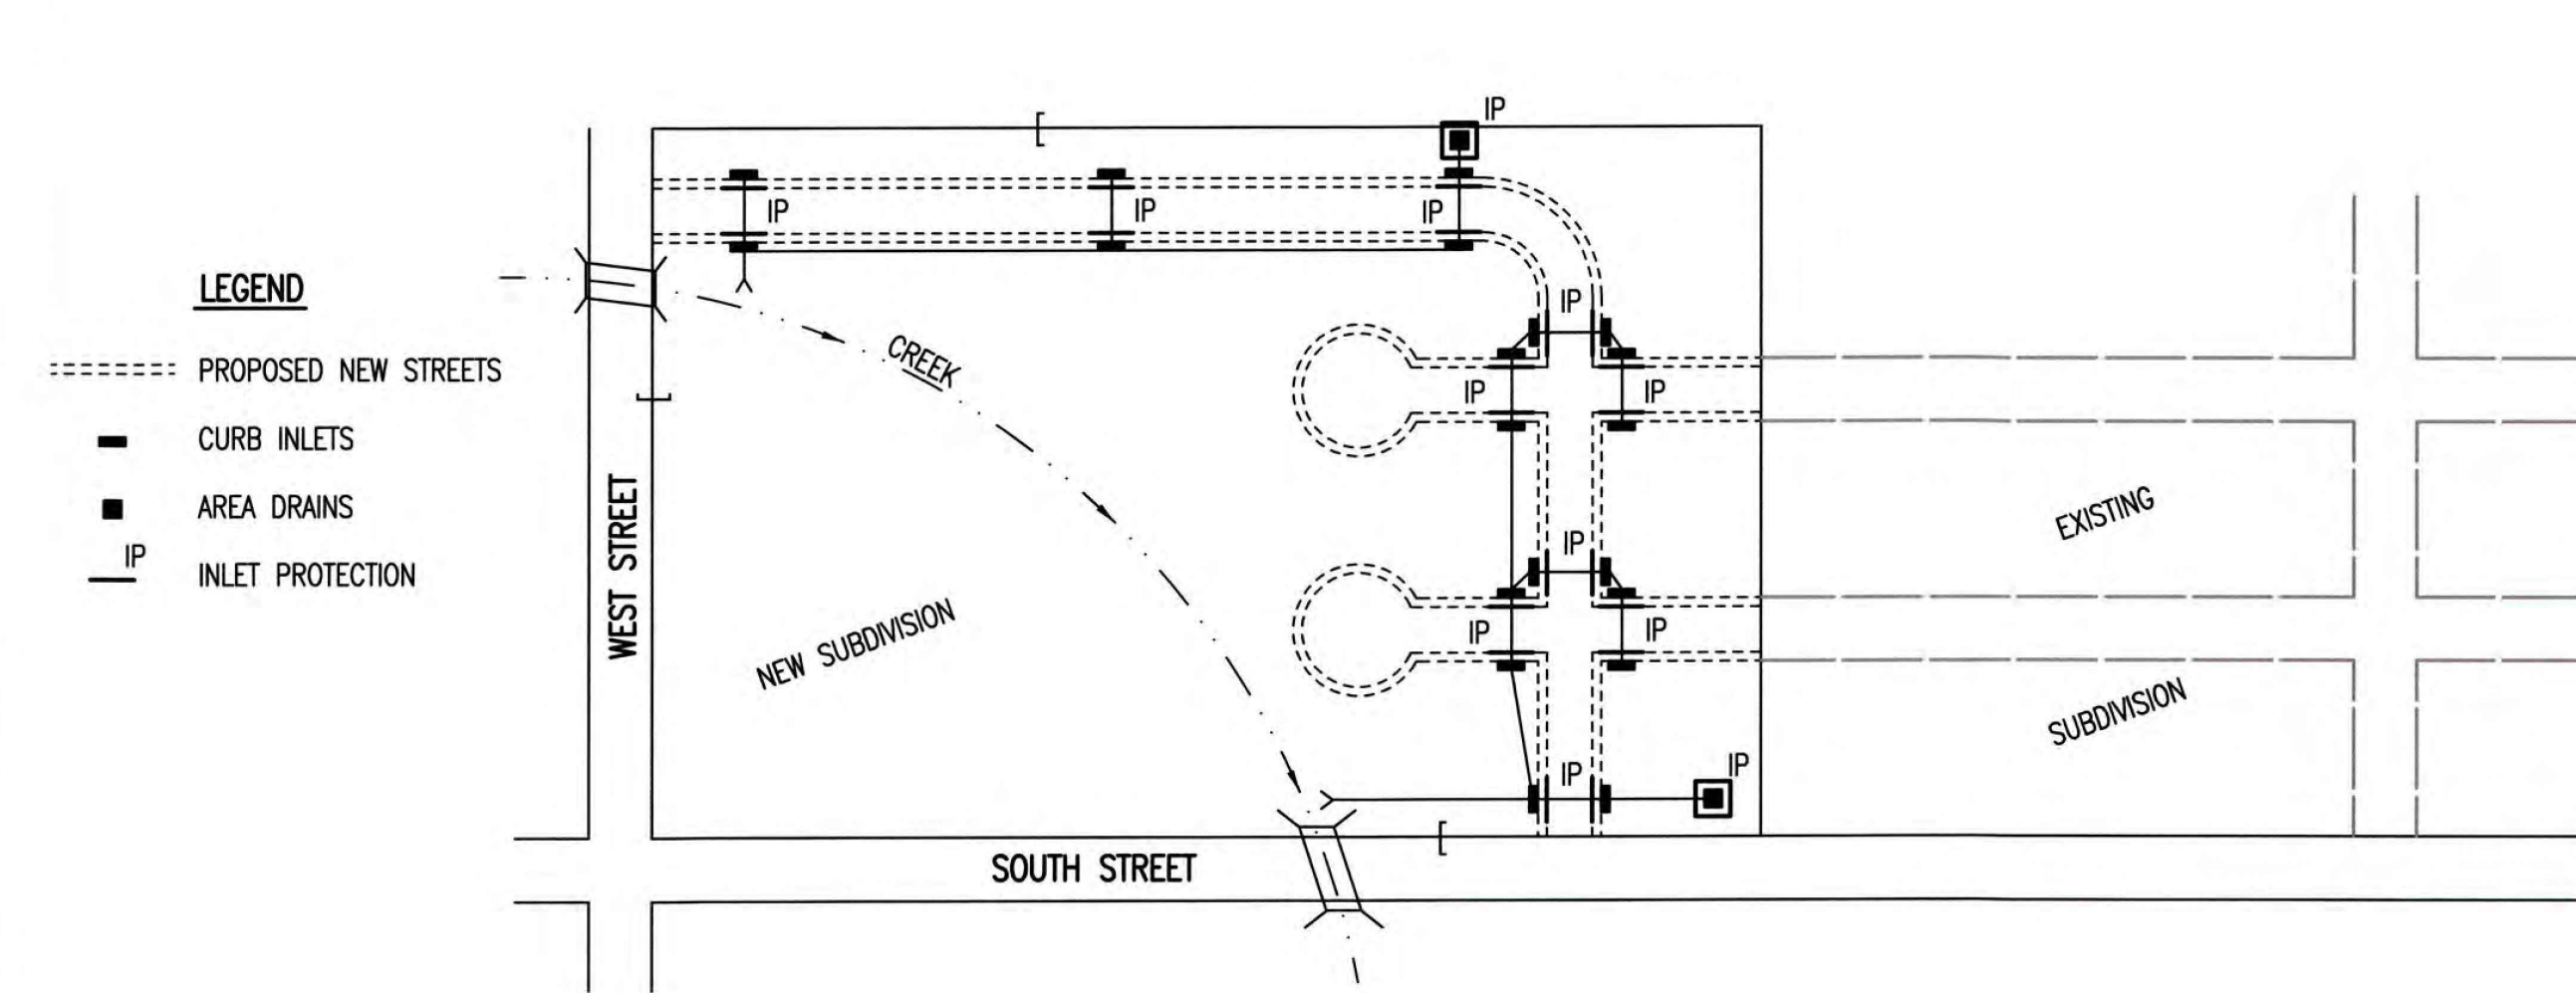 IP
IP
IP
IP
LEGEND
IP
PROPOSED NEW STREETS
CREEK
IP
IP
CURB INLETS
AREA DRAINS
EXISTING
IP
IP
INLET PROTECTION
WEST STREET
NEW SUBDIVISION
IP
IP
SUBDIVISION
IP
IP
SOUTH STREET